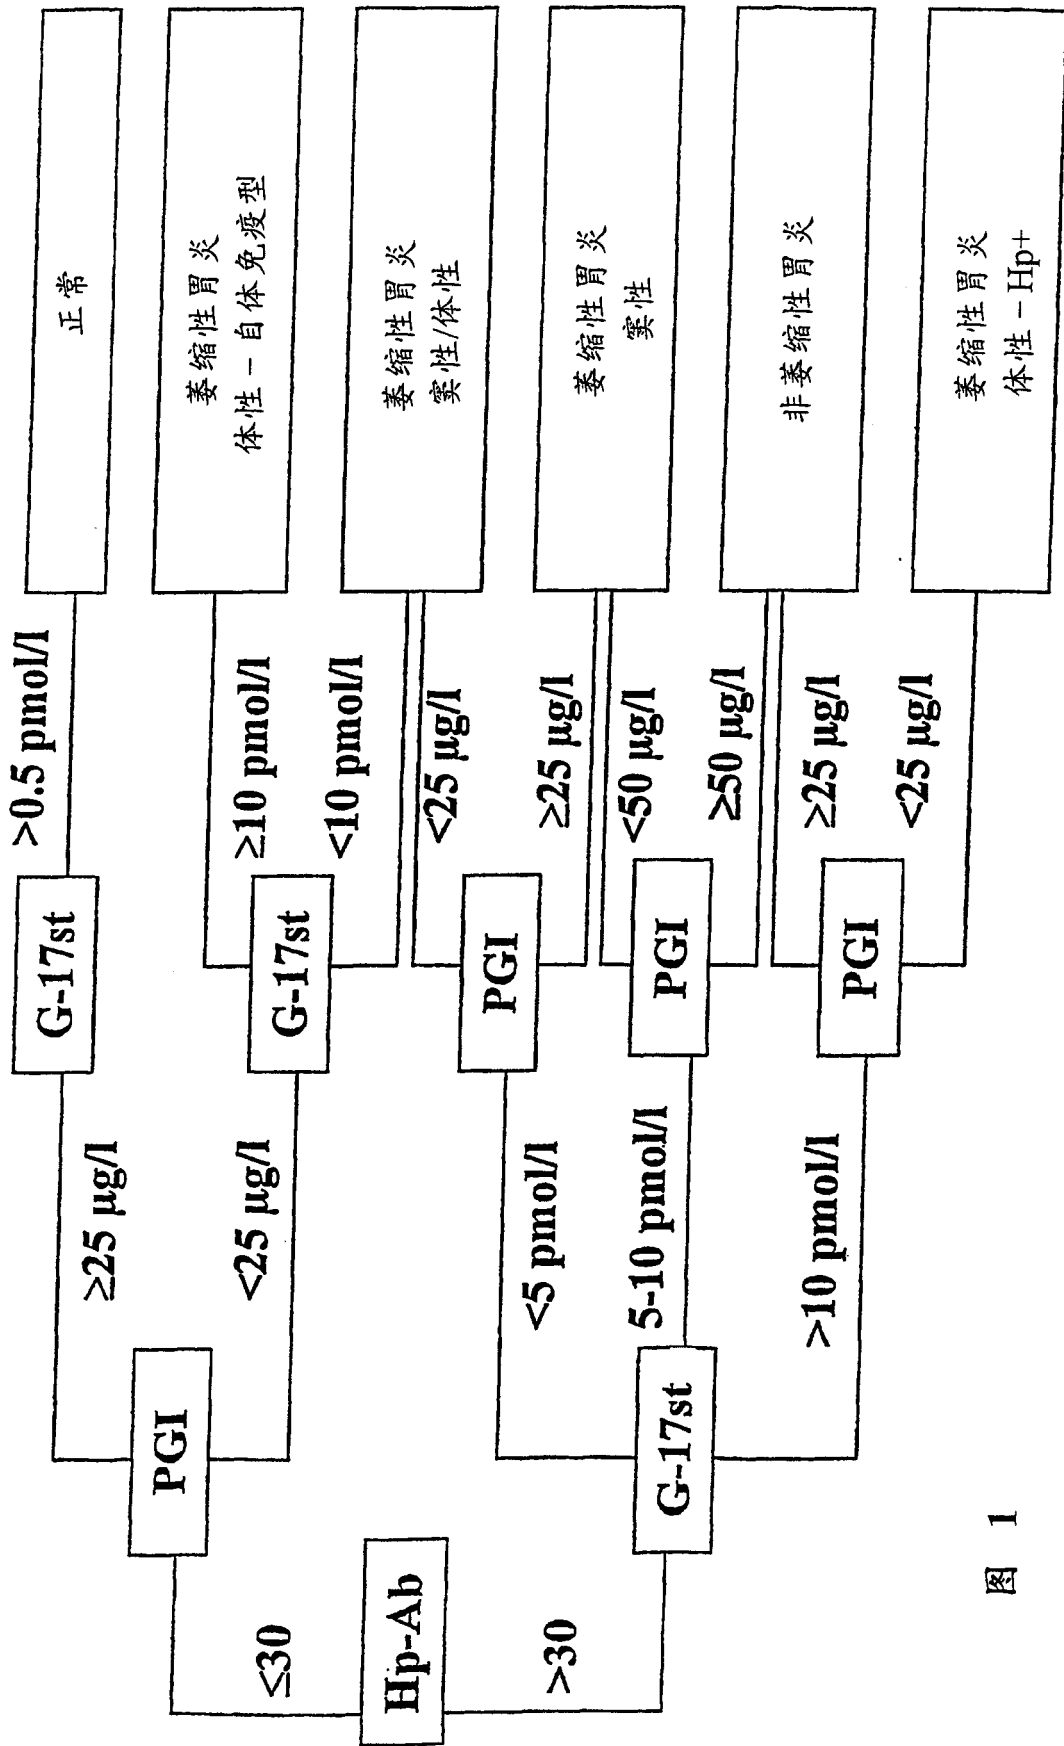 Hp-Ab
≤30
>30
PGI
G-17st
≥25 µg/l
<25 µg/l
<5 pmol/l
5-10 pmol/l
>10 pmol/l
G-17st
G-17st
PGI
PGI
PGI
>0.5 pmol/l
≥10 pmol/l
<10 pmol/l
<25 µg/l
≥25 µg/l
<50 µg/l
≥50 µg/l
≥25 µg/l
<25 µg/l
正常
萎缩性胃炎
体性－自体免疫型
萎缩性胃炎
窦性/体性
萎缩性胃炎
窦性
非萎缩性胃炎
萎缩性胃炎
体性－Hp+
图 1